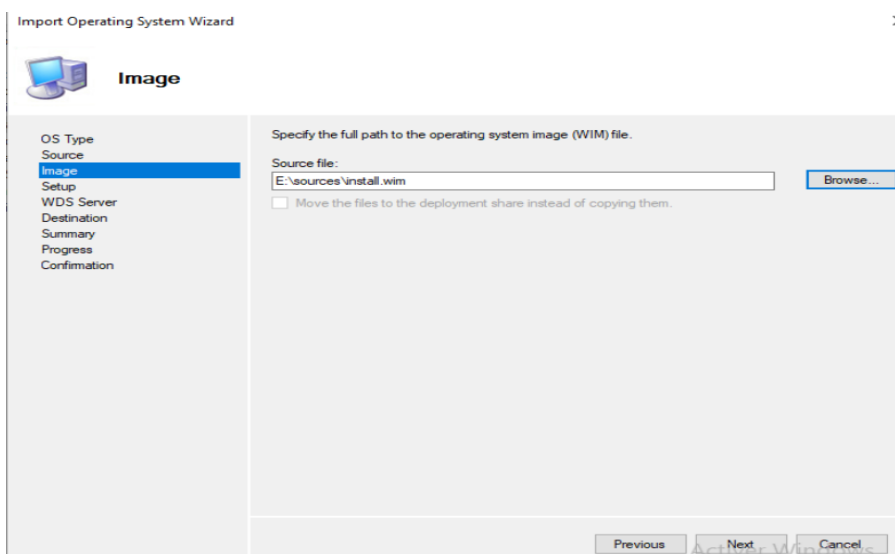 Import Operating System Wizard
Image
OS Type
Source
Image
Setup
WDS Server
Destination
Summary
Progress
Confirmation
Specify the full path to the operating system image (WIM) file.
Source file:
E:\sources\install.wim
Browse...
Move the files to the deployment share instead of copying them.
Previous Next Cancel
Activer Windows